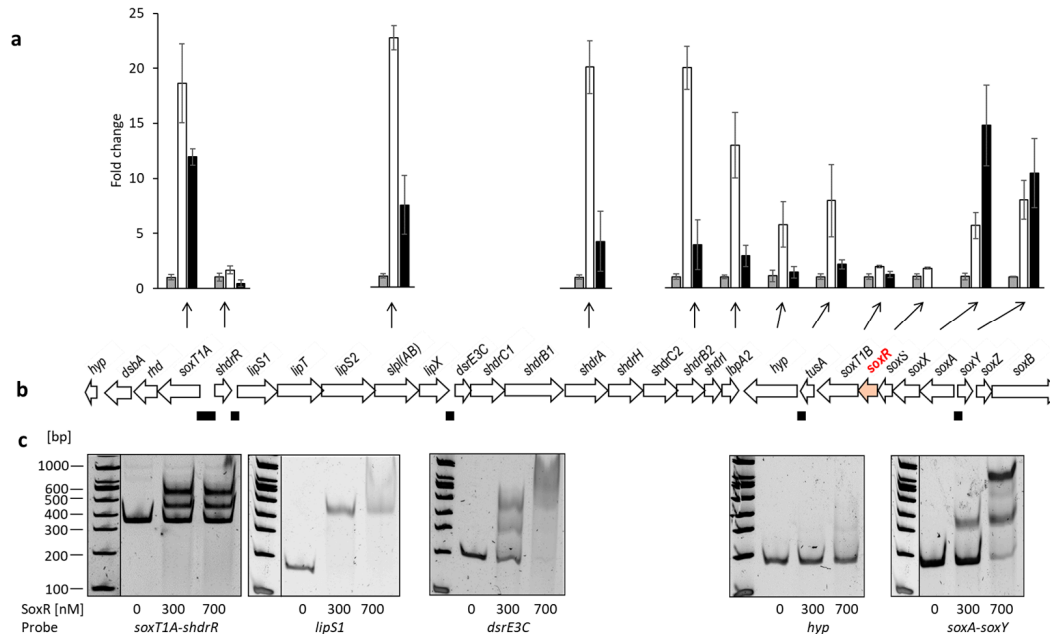 a
Fold change
25
20
15
10
5
0
hyp dsbA rhd soxT1A shdrR lipS1 lipT lipS2 slpl(AB) lipX dsrE3C shdrC1 shdrB1 shdrA shdrH shdrC2 shdrB2 shdrI lbpA2 hyp tusA soxT1B soxR soxS soxX soxA soxY soxZ soxB
b
c
[bp]
1000
600
500
400
300
200
100
SoxR [nM] 0 300 700 0 300 700 0 300 700 0 300 700 0 300 700
Probe soxT1A-shdrR lipS1 dsrE3C hyp soxA-soxY